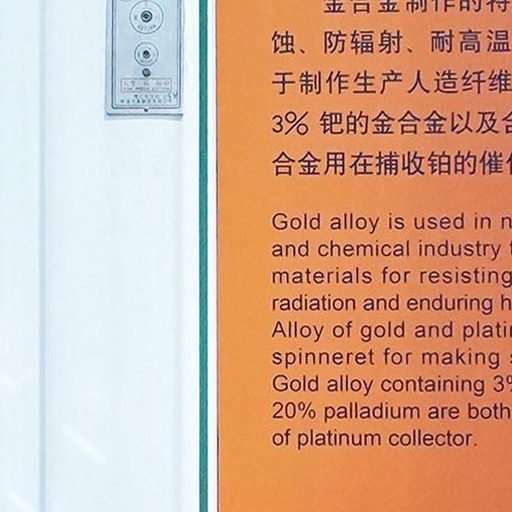 金合金制作的特
蚀、防辐射、耐高温
于制作生产人造纤维
3% 钯的金合金以及含
合金用在捕收铂的催化
Gold alloy is used in n
and chemical industry f
materials for resisting
radiation and enduring h
Alloy of gold and platin
spinneret for making s
Gold alloy containing 3%
20% palladium are both
of platinum collector.